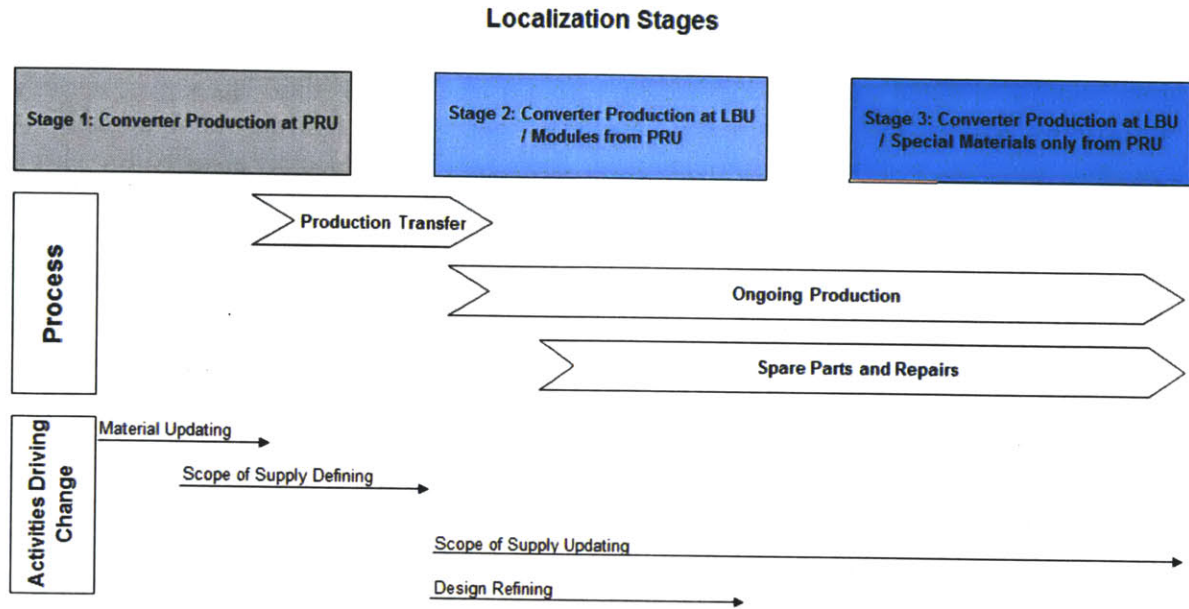 Localization Stages
Stage 1: Converter Production at PRU
Stage 2: Converter Production at LBU
/ Modules from PRU
Stage 3: Converter Production at LBU
/ Special Materials only from PRU
Process
Production Transfer
Ongoing Production
Spare Parts and Repairs
Activities Driving
Change
Material Updating
Scope of Supply Defining
Scope of Supply Updating
Design Refining